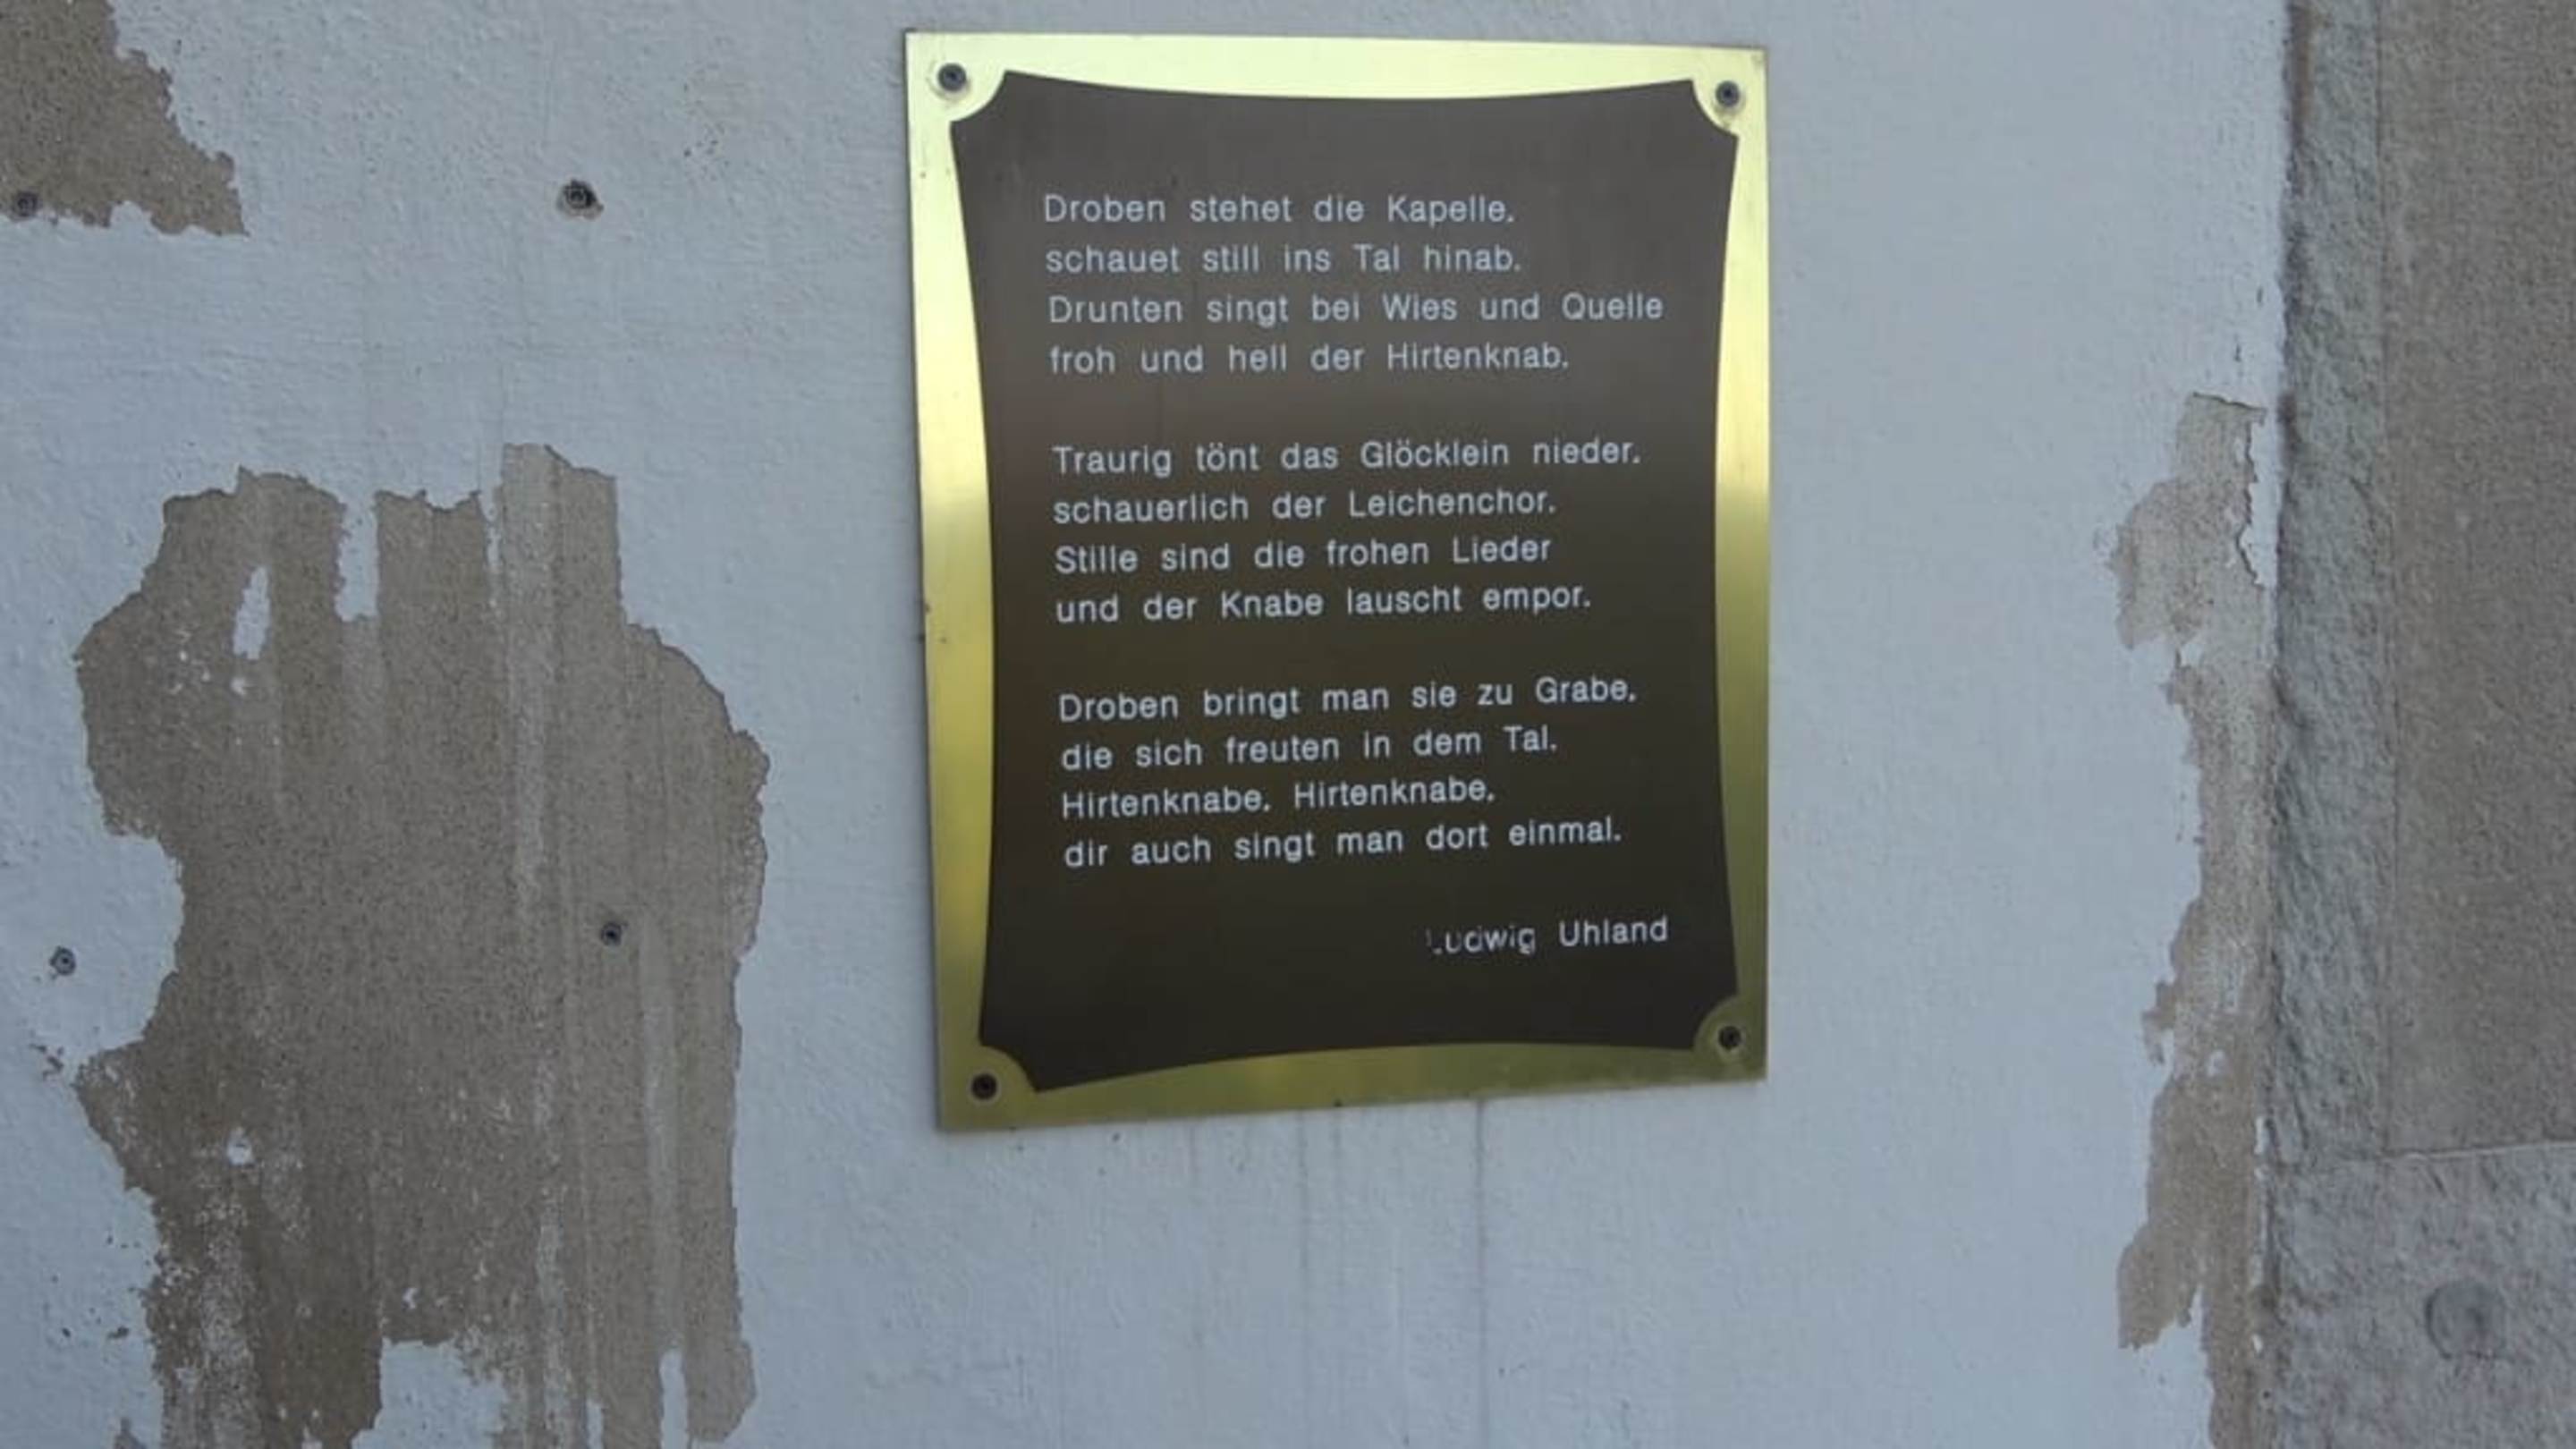 Droben stehet die Kapelle,
schauet still ins Tal hinab.
Drunten singt bei Wies und Quelle
froh und hell der Hirtenknab.
Traurig tönt das Glöcklein nieder,
schauerlich der Leichenchor.
Stille sind die frohen Lieder
und der Knabe lauscht empor.
Droben bringt man sie zu Grabe,
die sich freuten in dem Tal.
Hirtenknabe, Hirtenknabe,
dir auch singt man dort einmal.
Ludwig Uhland